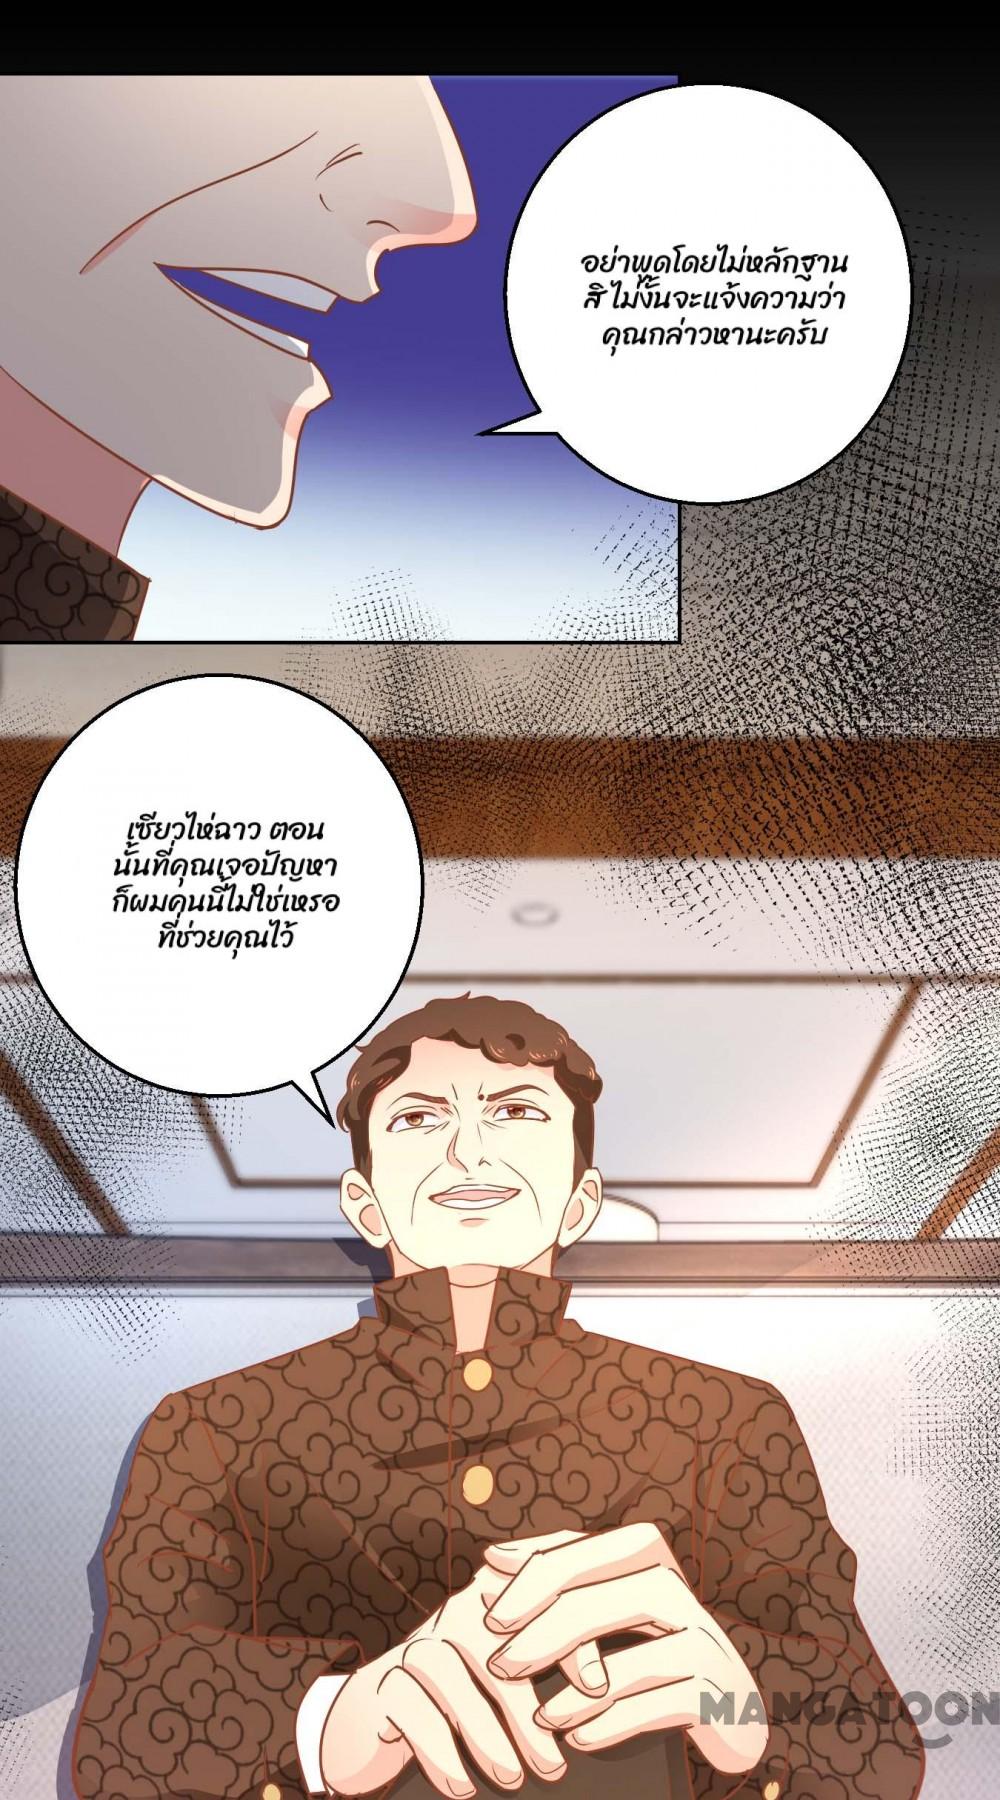 อย่าพูดโดยไม่หลักฐาน
สิ ไม่งั้นจะแจ้งความว่า
คุณกล่าวหานะครับ
เซียวไห่ฉาว ตอน
นั้นที่คุณเจอปัญหา
ก็ผมคนนี้ไม่ใช่เหรอ
ที่ช่วยคุณไว้
MANGATOON